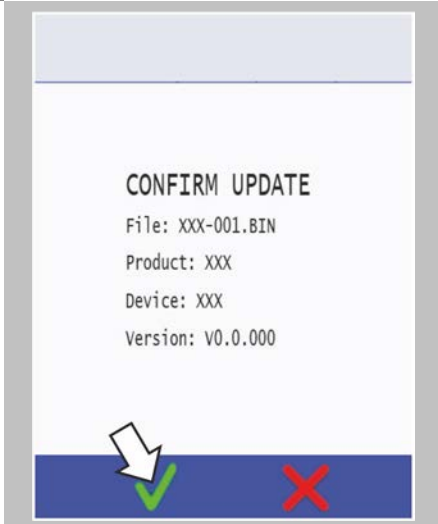 CONFIRM UPDATE
File: XXX-001.BIN
Product: XXX
Device: XXX
Version: V0.0.000